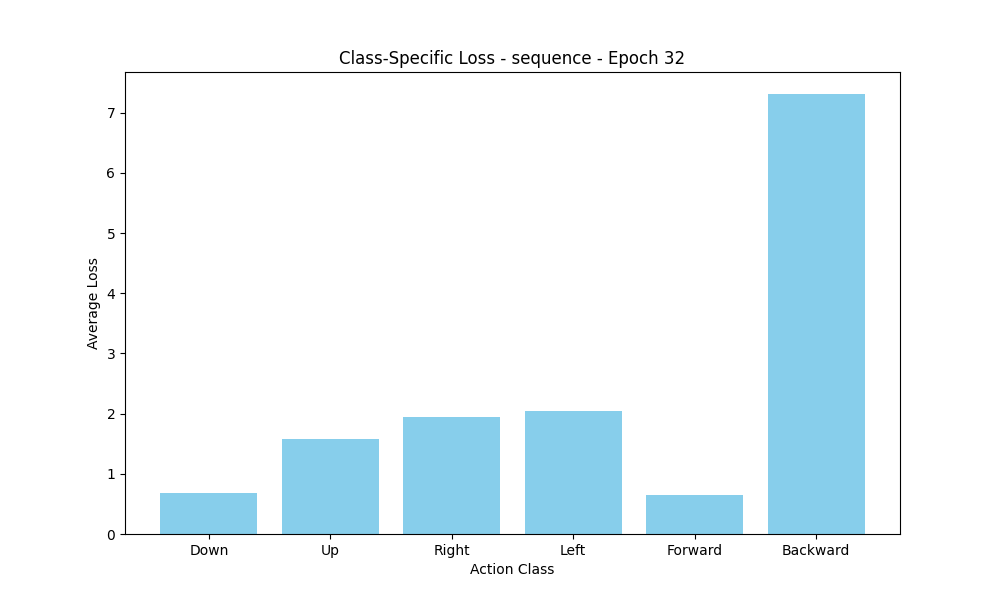 Class-Specific Loss - sequence - Epoch 32
Average Loss
7
6
5
4
3
2
1
0
Down Up Right Left Forward Backward
Action Class